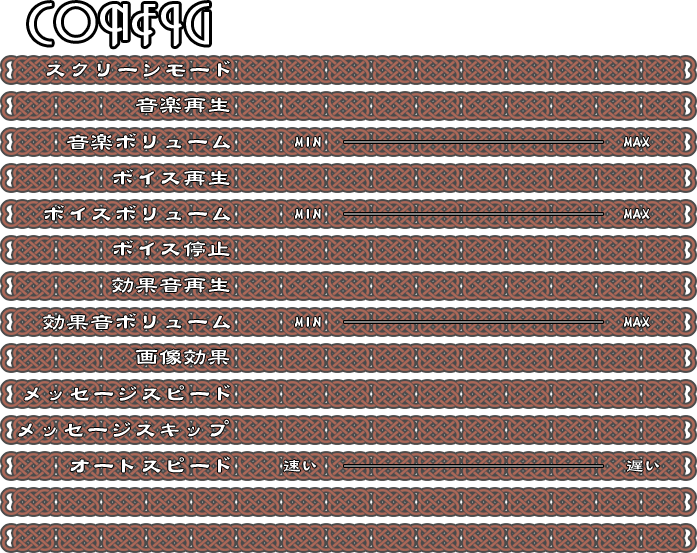 CONFIG
スクリーンモード
音楽再生
音楽ボリューム MIN MAX
ボイス再生
ボイスボリューム MIN MAX
ボイス停止
効果音再生
効果音ボリューム MIN MAX
画像効果
メッセージスピード
メッセージスキップ
オートスピード 速い 遅い